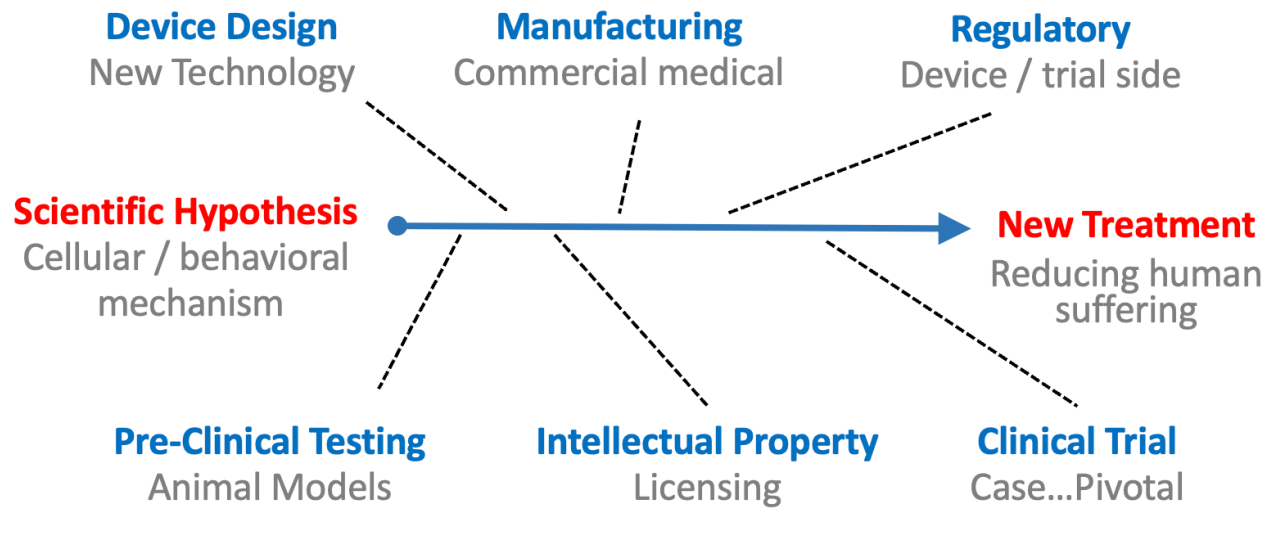 Device Design
New Technology
Manufacturing
Commercial medical
Regulatory
Device / trial side
Scientific Hypothesis
Cellular / behavioral
mechanism
New Treatment
Reducing human
suffering
Pre-Clinical Testing
Animal Models
Intellectual Property
Licensing
Clinical Trial
Case...Pivotal